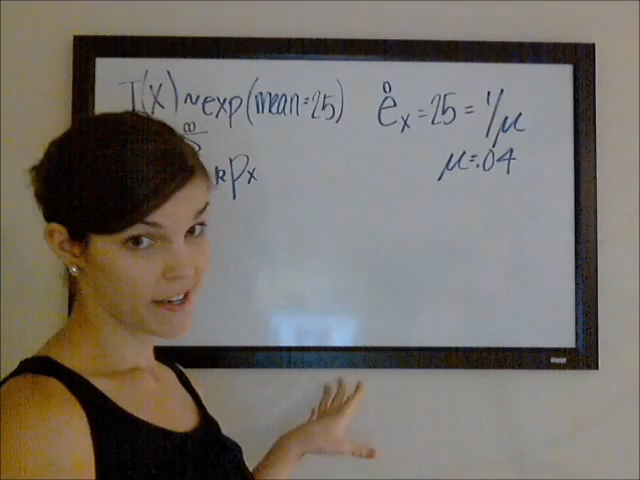 T(x) ~ exp(mean=25)
e̊ₓ = 25 = 1/μ
μ = .04
∞
Σ ₖpₓ